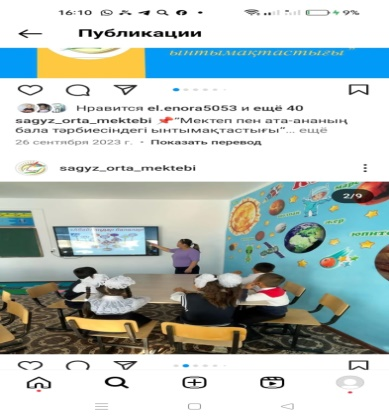 16:10
9%
Публикации
ынтымақтастығы"
Нравится el.enora5053 и ещё 40
sagyz_orta_mektebi 📌"Мектеп пен ата-ананың
бала тәрбиесіндегі ынтымақтастығы"... ещё
26 сентября 2023 г. • Показать перевод
sagyz_orta_mektebi
2/9